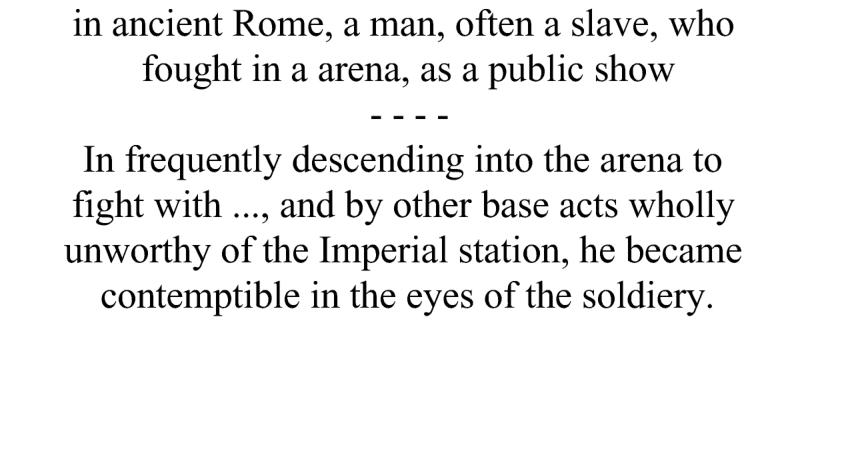 in ancient Rome, a man, often a slave, who
fought in a arena, as a public show
- - - -
In frequently descending into the arena to
fight with ..., and by other base acts wholly
unworthy of the Imperial station, he became
contemptible in the eyes of the soldiery.